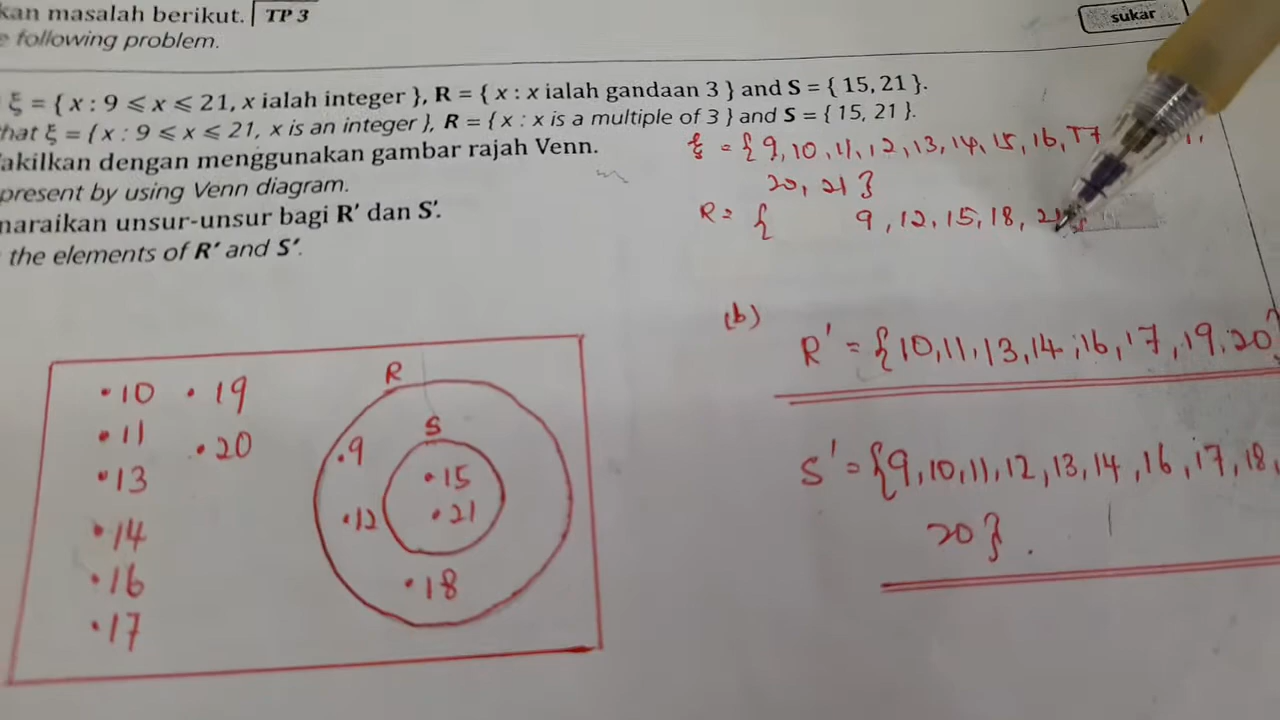 kan masalah berikut. TP 3
sukar
e following problem.
ξ = { x : 9 ⩽ x ⩽ 21, x ialah integer }, R = { x : x ialah gandaan 3 } and S = { 15, 21 }.
hat ξ = {x : 9 ⩽ x ⩽ 21, x is an integer }, R = {x : x is a multiple of 3 } and S = { 15, 21 }.
akilkan dengan menggunakan gambar rajah Venn.
present by using Venn diagram.
naraikan unsur-unsur bagi R′ dan S′.
the elements of R′ and S′.
ξ = { 9, 10, 11, 12, 13, 14, 15, 16, 17
20, 21 }
R = { 9, 12, 15, 18, 21
(b)
R' = { 10, 11, 13, 14, 16, 17, 19, 20
S' = { 9, 10, 11, 12, 13, 14, 16, 17, 18,
20 } .
R
S
•10 •19
•11 •20
•13
•14
•16
•17
•9
•15
•12 •21
•18